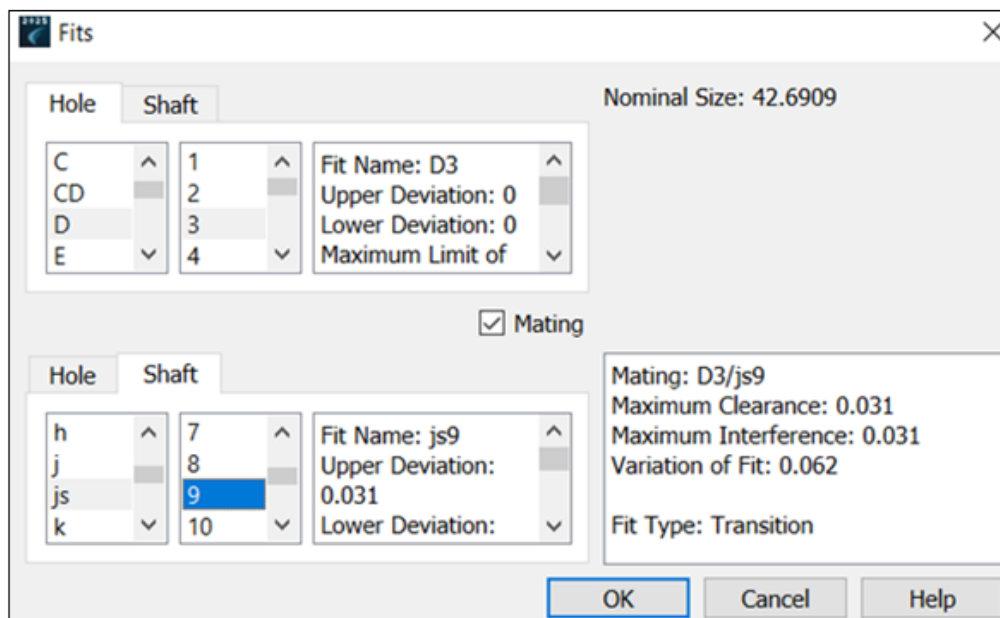 2025
Fits
Hole Shaft
Nominal Size: 42.6909
C
CD
D
E
1
2
3
4
Fit Name: D3
Upper Deviation: 0
Lower Deviation: 0
Maximum Limit of
Mating
Hole Shaft
h
j
js
k
7
8
9
10
Fit Name: js9
Upper Deviation:
0.031
Lower Deviation:
Mating: D3/js9
Maximum Clearance: 0.031
Maximum Interference: 0.031
Variation of Fit: 0.062
Fit Type: Transition
OK Cancel Help